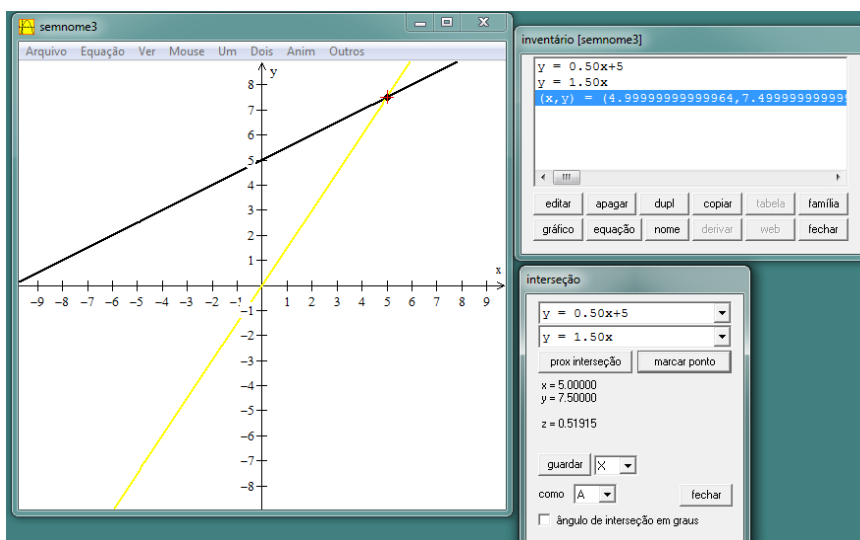 semnome3
Arquivo Equação Ver Mouse Um Dois Anim Outros
y
8
7
6
5
4
3
2
1
x
-9 -8 -7 -6 -5 -4 -3 -2 -1 1 2 3 4 5 6 7 8 9
-1
-2
-3
-4
-5
-6
-7
-8
inventário [semnome3]
y = 0.50x+5
y = 1.50x
(x,y) = (4.99999999999964,7.499999999999
editar apagar dupl copiar tabela família
gráfico equação nome derivar web fechar
interseção
y = 0.50x+5
y = 1.50x
prox interseção marcar ponto
x = 5.00000
y = 7.50000
z = 0.51915
guardar X
como A fechar
ângulo de interseção em graus